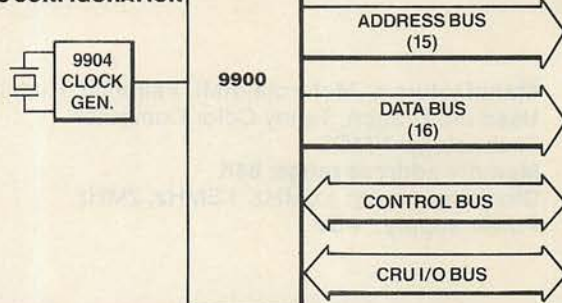 CONFIGURATION
ADDRESS BUS
(15)
9904
CLOCK
GEN.
9900
DATA BUS
(16)
CONTROL BUS
CRU I/O BUS